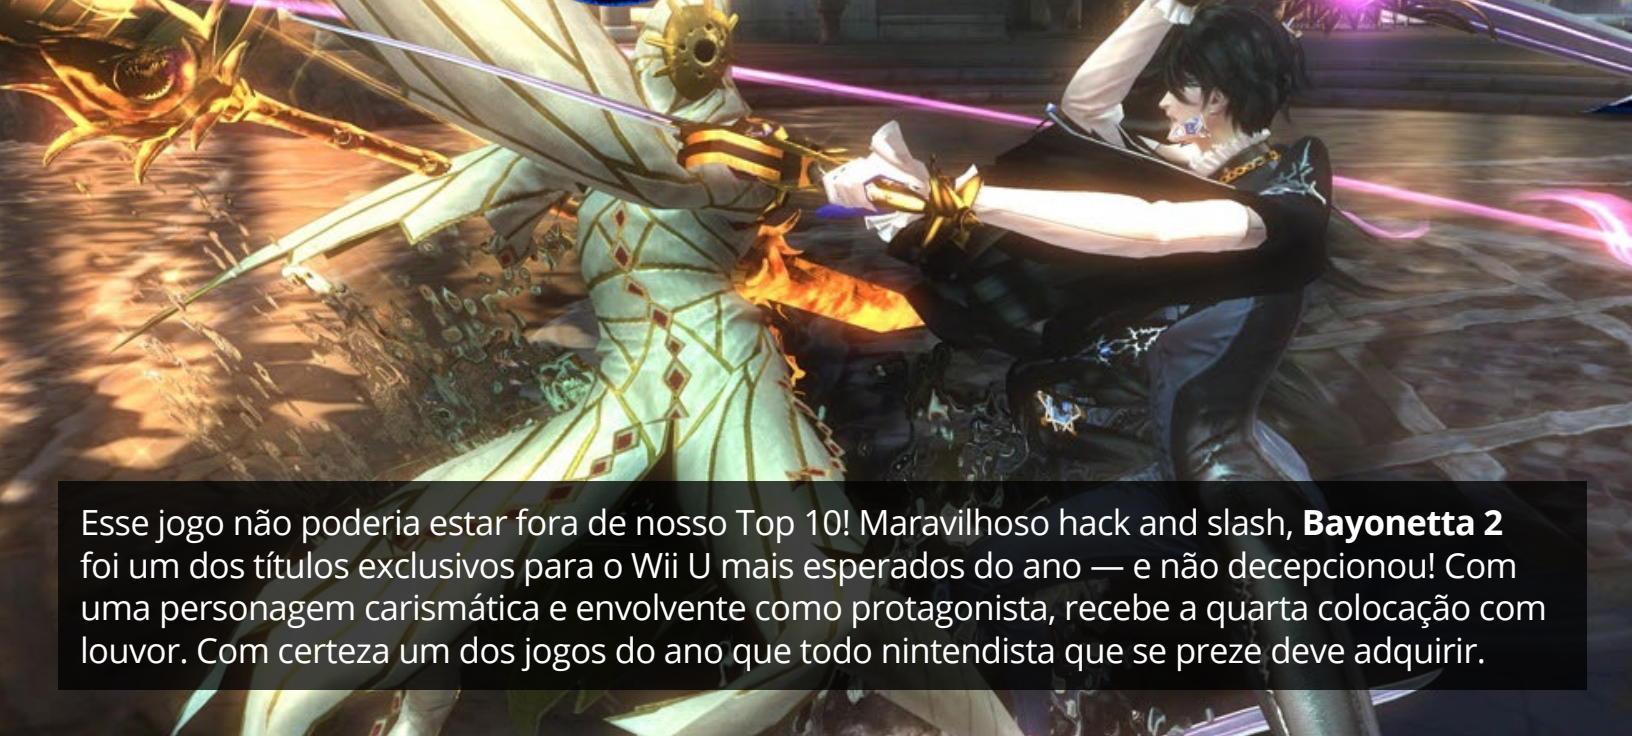 Esse jogo não poderia estar fora de nosso Top 10! Maravilhoso hack and slash, Bayonetta 2
foi um dos títulos exclusivos para o Wii U mais esperados do ano — e não decepcionou! Com
uma personagem carismática e envolvente como protagonista, recebe a quarta colocação com
louvor. Com certeza um dos jogos do ano que todo nintendista que se preze deve adquirir.